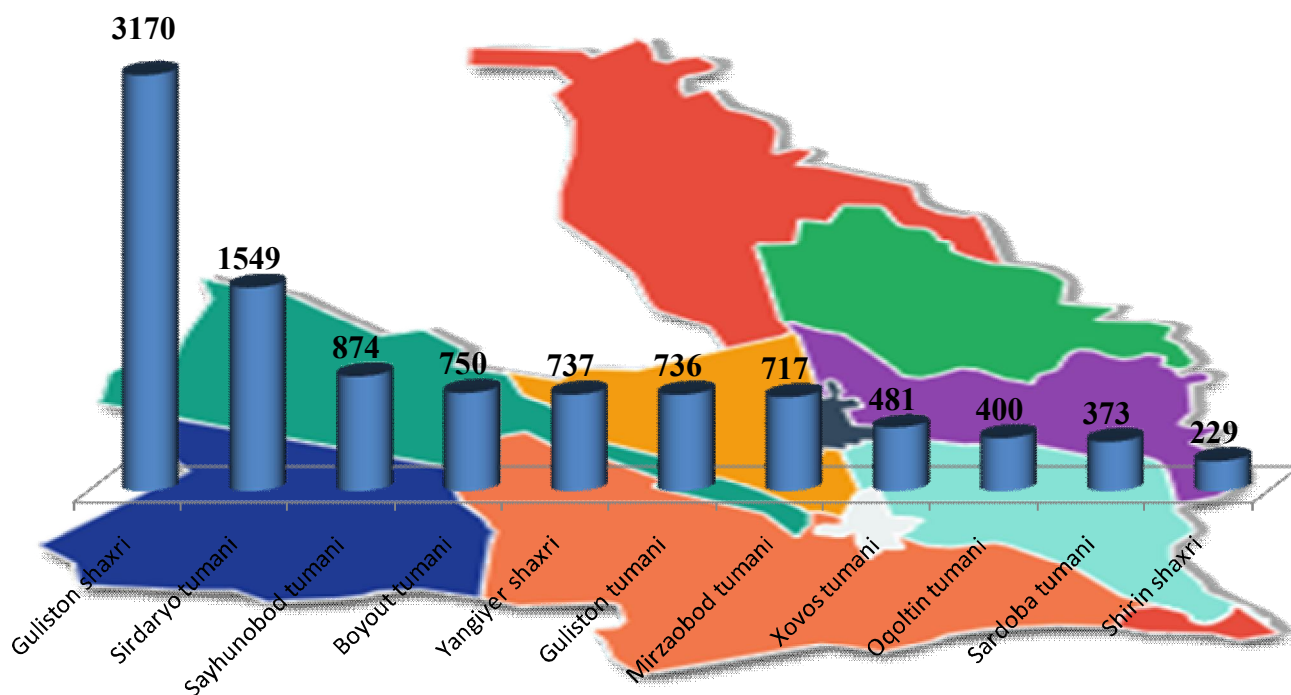 3170
1549
874
750
737
736
717
481
400
373
229
Guliston shaxri
Sirdaryo tumani
Sayhunobod tumani
Boyout tumani
Yangiyer shaxri
Guliston tumani
Mirzaobod tumani
Xovos tumani
Oqoltin tumani
Sardoba tumani
Shirin shaxri